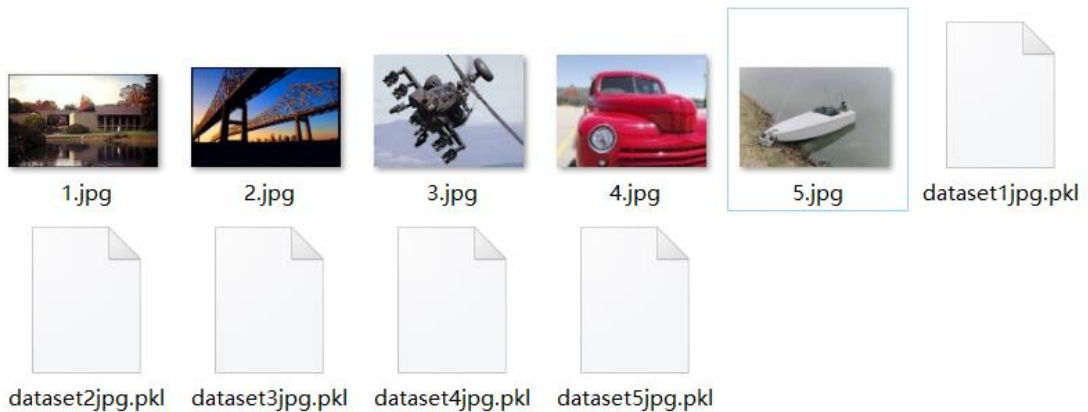 1.jpg
2.jpg
3.jpg
4.jpg
5.jpg
dataset1jpg.pkl
dataset2jpg.pkl
dataset3jpg.pkl
dataset4jpg.pkl
dataset5jpg.pkl